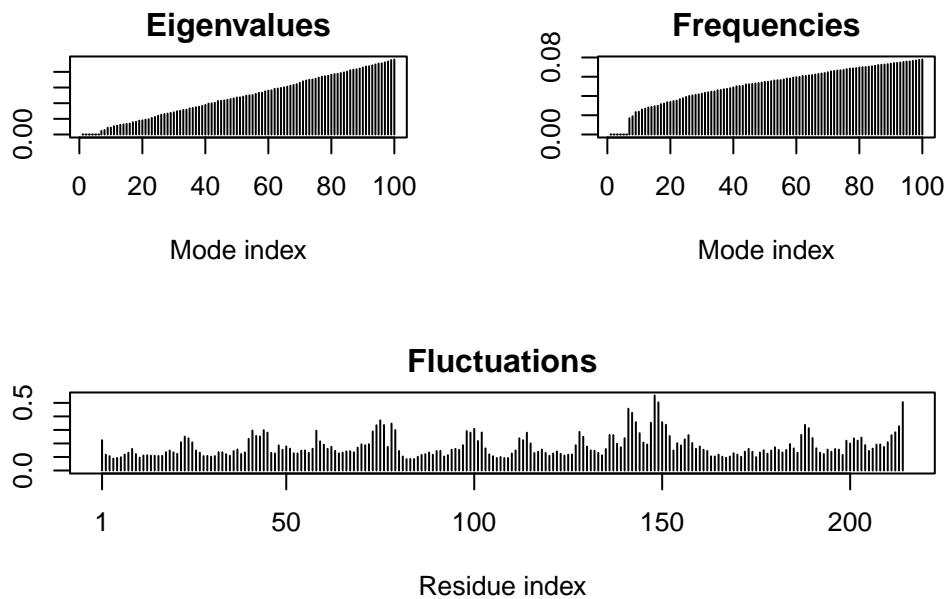 Eigenvalues
0.00
0 20 40 60 80 100
Mode index
Frequencies
0.08
0.00
0 20 40 60 80 100
Mode index
Fluctuations
0.5
0.0
1 50 100 150 200
Residue index